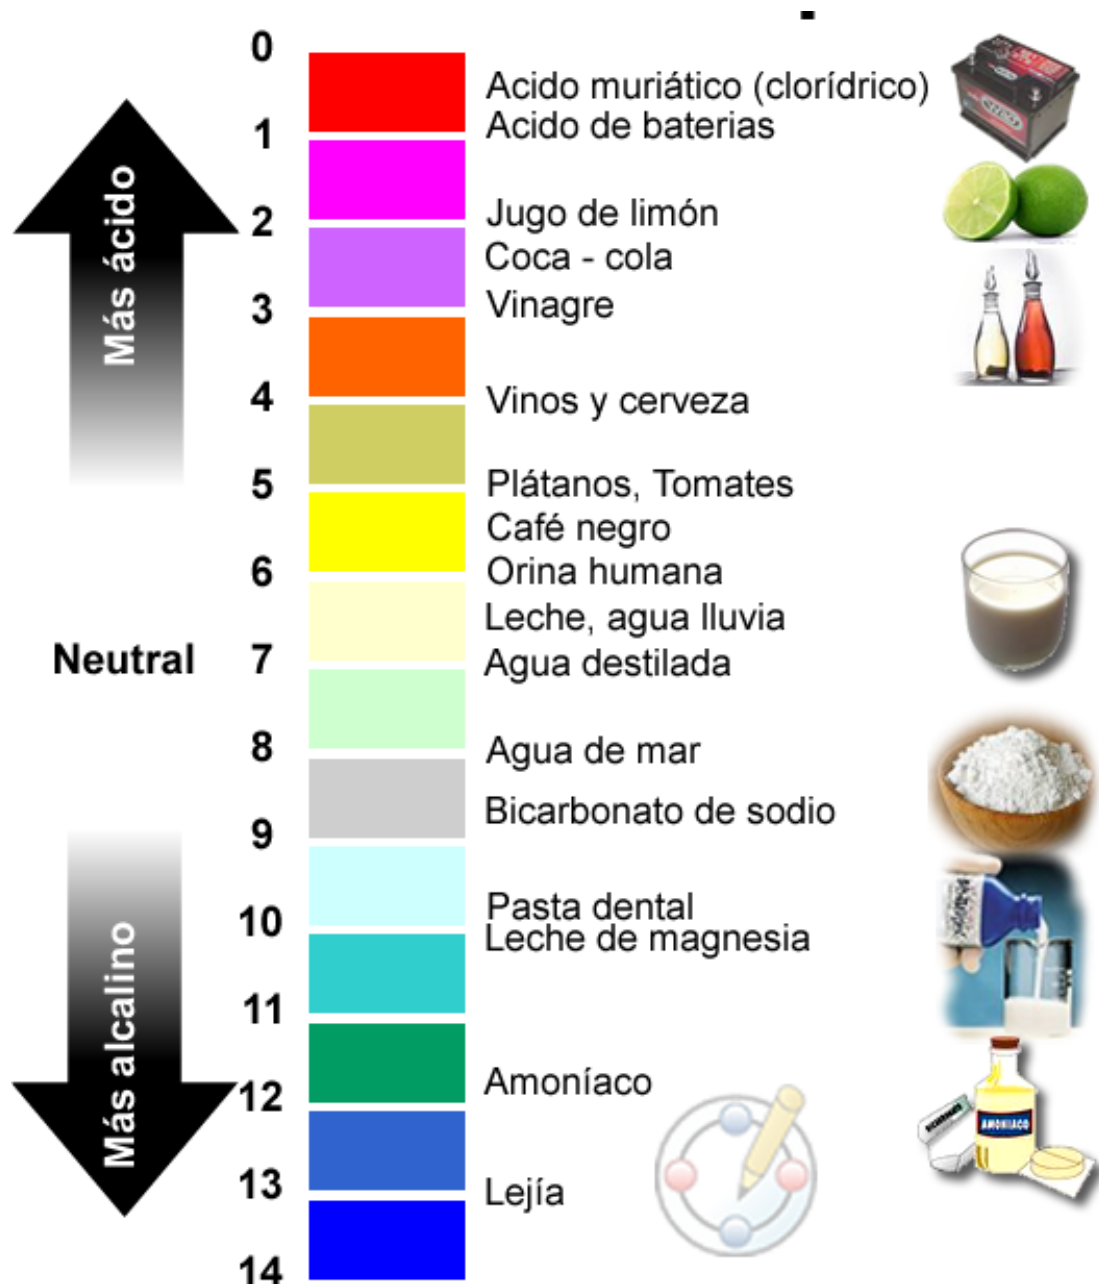 0
Acido muriático (clorídrico)
1
Acido de baterias
2
Jugo de limón
Coca - cola
3
Vinagre
Más ácido
4
Vinos y cerveza
5
Plátanos, Tomates
Café negro
6
Orina humana
Leche, agua lluvia
Neutral
7
Agua destilada
8
Agua de mar
Bicarbonato de sodio
9
Pasta dental
10
Leche de magnesia
11
Más alcalino
Amoníaco
12
AMONIACO
13
Lejía
14